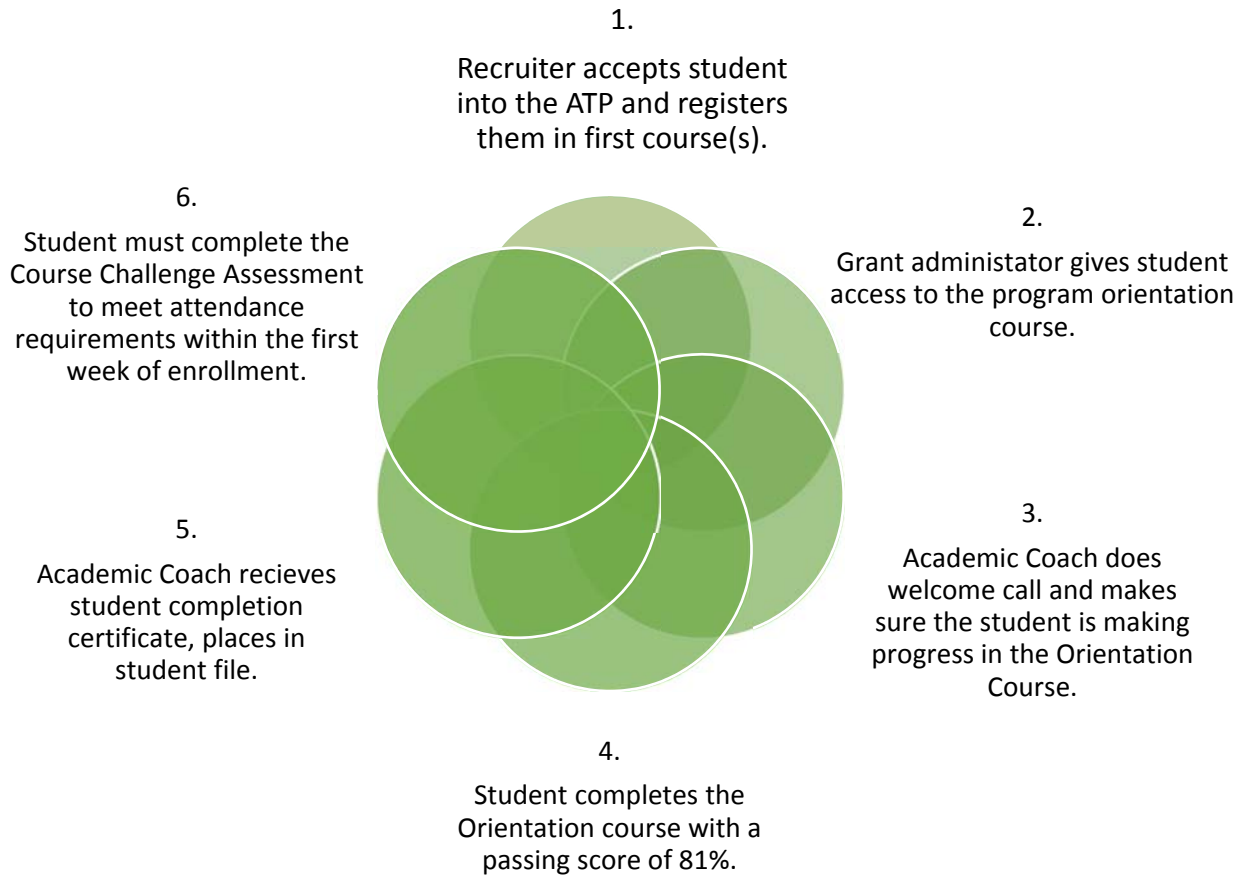 1.
Recruiter accepts student
into the ATP and registers
them in first course(s).
2.
Grant administator gives student
access to the program orientation
course.
3.
Academic Coach does
welcome call and makes
sure the student is making
progress in the Orientation
Course.
4.
Student completes the
Orientation course with a
passing score of 81%.
5.
Academic Coach recieves
student completion
certificate, places in
student file.
6.
Student must complete the
Course Challenge Assessment
to meet attendance
requirements within the first
week of enrollment.